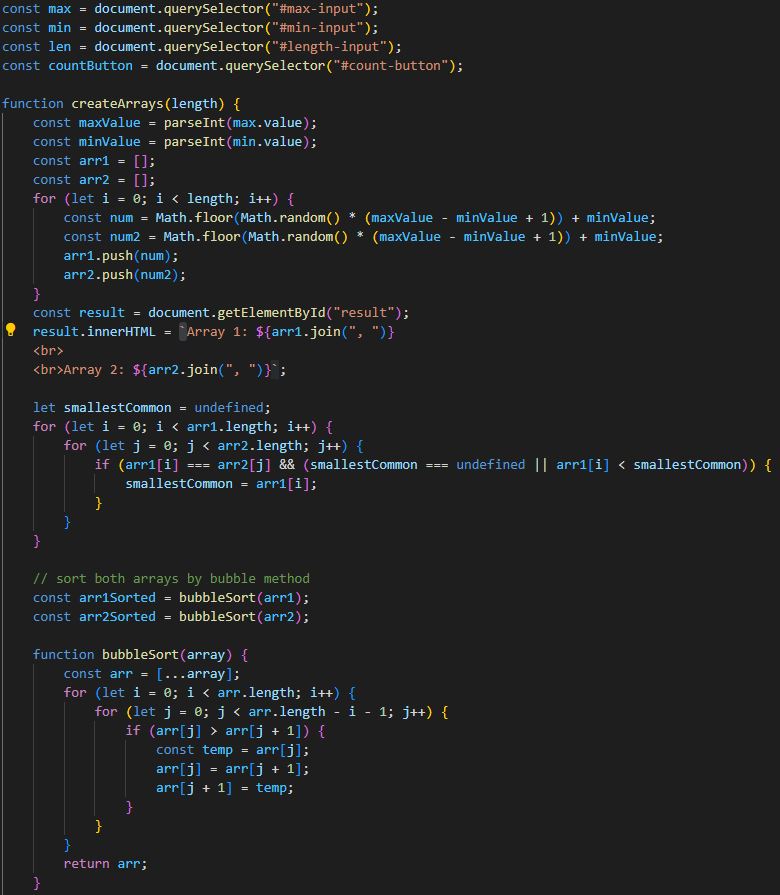 const max = document.querySelector("#max-input");
const min = document.querySelector("#min-input");
const len = document.querySelector("#length-input");
const countButton = document.querySelector("#count-button");

function createArrays(length) {
    const maxValue = parseInt(max.value);
    const minValue = parseInt(min.value);
    const arr1 = [];
    const arr2 = [];
    for (let i = 0; i < length; i++) {
        const num = Math.floor(Math.random() * (maxValue - minValue + 1)) + minValue;
        const num2 = Math.floor(Math.random() * (maxValue - minValue + 1)) + minValue;
        arr1.push(num);
        arr2.push(num2);
    }
    const result = document.getElementById("result");
    result.innerHTML = `Array 1: ${arr1.join(", ")}
    <br>
    <br>Array 2: ${arr2.join(", ")}`;

    let smallestCommon = undefined;
    for (let i = 0; i < arr1.length; i++) {
        for (let j = 0; j < arr2.length; j++) {
            if (arr1[i] === arr2[j] && (smallestCommon === undefined || arr1[i] < smallestCommon)) {
                smallestCommon = arr1[i];
            }
        }
    }

    // sort both arrays by bubble method
    const arr1Sorted = bubbleSort(arr1);
    const arr2Sorted = bubbleSort(arr2);

    function bubbleSort(array) {
        const arr = [...array];
        for (let i = 0; i < arr.length; i++) {
            for (let j = 0; j < arr.length - i - 1; j++) {
                if (arr[j] > arr[j + 1]) {
                    const temp = arr[j];
                    arr[j] = arr[j + 1];
                    arr[j + 1] = temp;
                }
            }
        }
        return arr;
    }